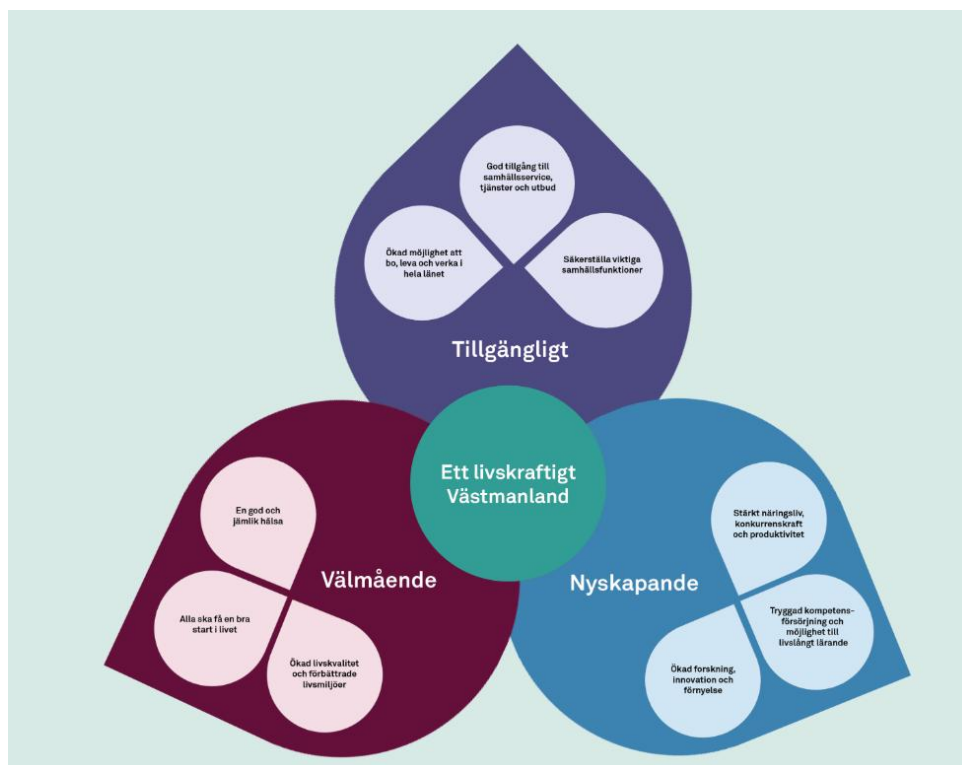 God tillgång till
samhällsservice,
tjänster och utbud
Ökad möjlighet att
bo, leva och verka i
hela länet
Säkerställa viktiga
samhällsfunktioner
Tillgängligt
Ett livskraftigt
Västmanland
En god och
jämlik hälsa
Välmående
Alla ska få en bra
start i livet
Ökad livskvalitet
och förbättrade
livsmiljöer
Stärkt näringsliv,
konkurrenskraft
och produktivitet
Nyskapande
Tryggad kompetens-
försörjning och
möjlighet till
livslångt lärande
Ökad forskning,
innovation och
förnyelse